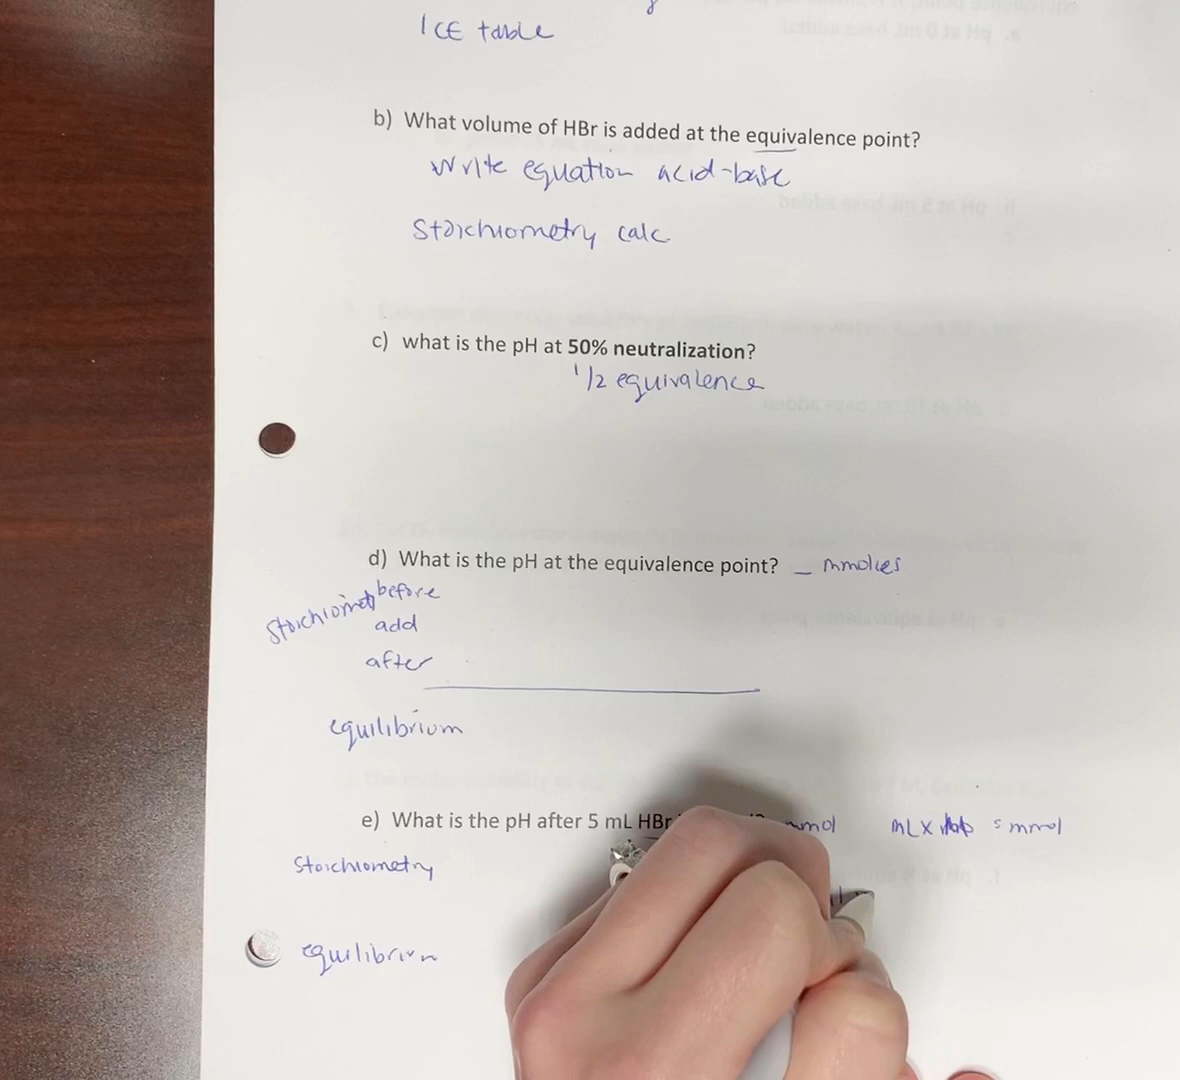 ICE table
b) What volume of HBr is added at the equivalence point?
Write equation acid-base
Stoichiometry calc
c) what is the pH at 50% neutralization?
1/2 equivalence
d) What is the pH at the equivalence point? _ mmoles
stoichiomet before
add
after
equilibrium
e) What is the pH after 5 mL HBr mmol mL X = mmol
Stoichiometry
equilibrium